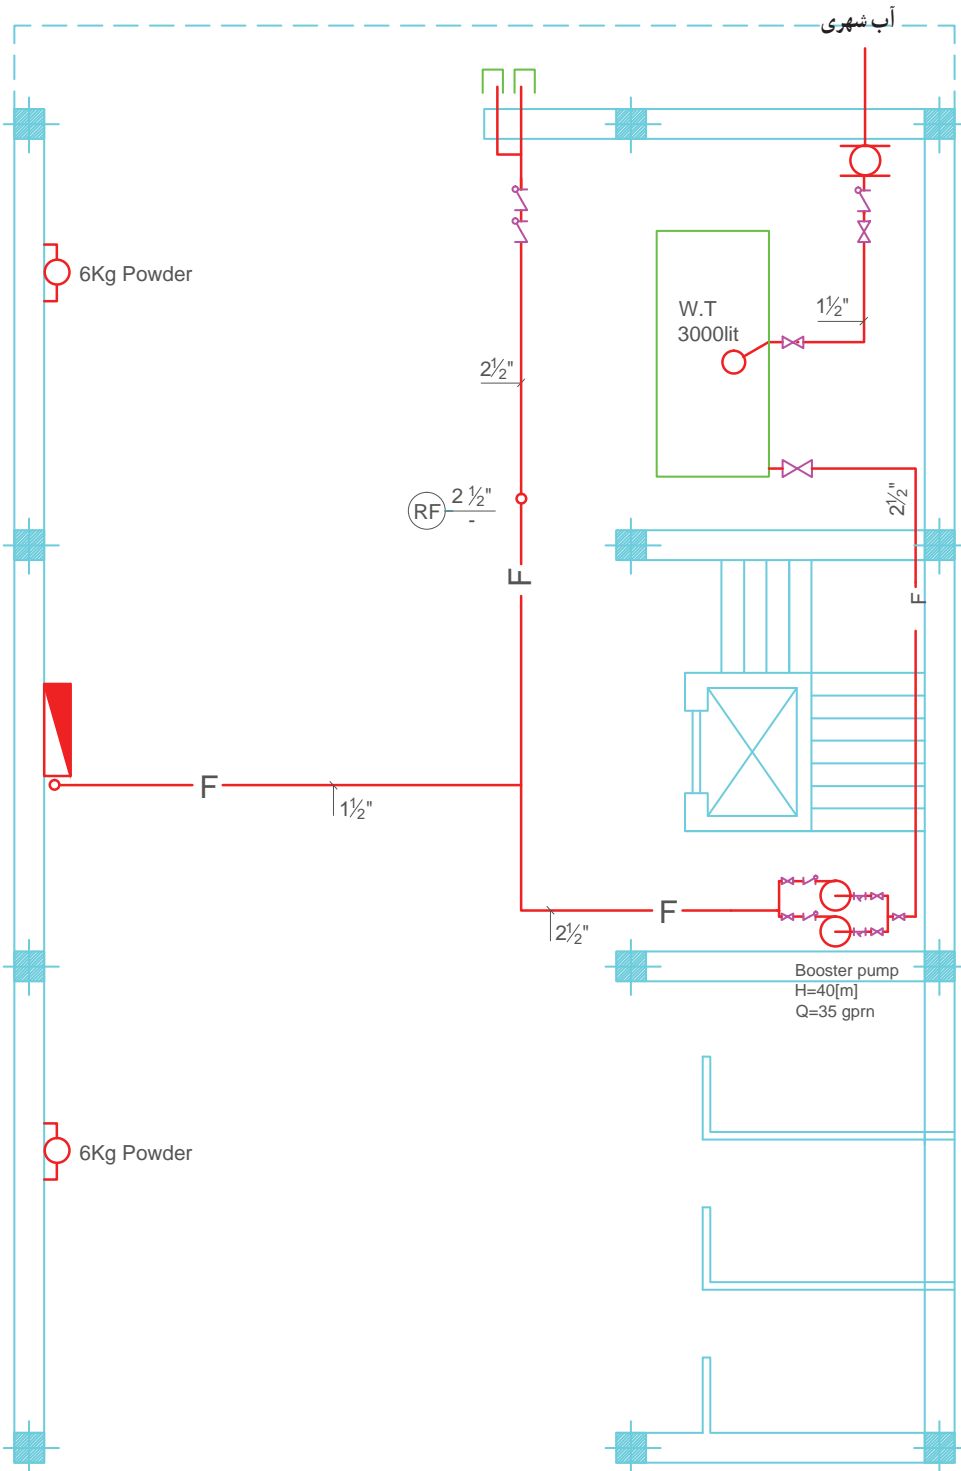 آب شهری
6Kg Powder
W.T
3000lit
1½"
2½"
2½"
RF
2 ½"
-
F
F
F
1½"
F
2½"
Booster pump
H=40[m]
Q=35 gprn
6Kg Powder